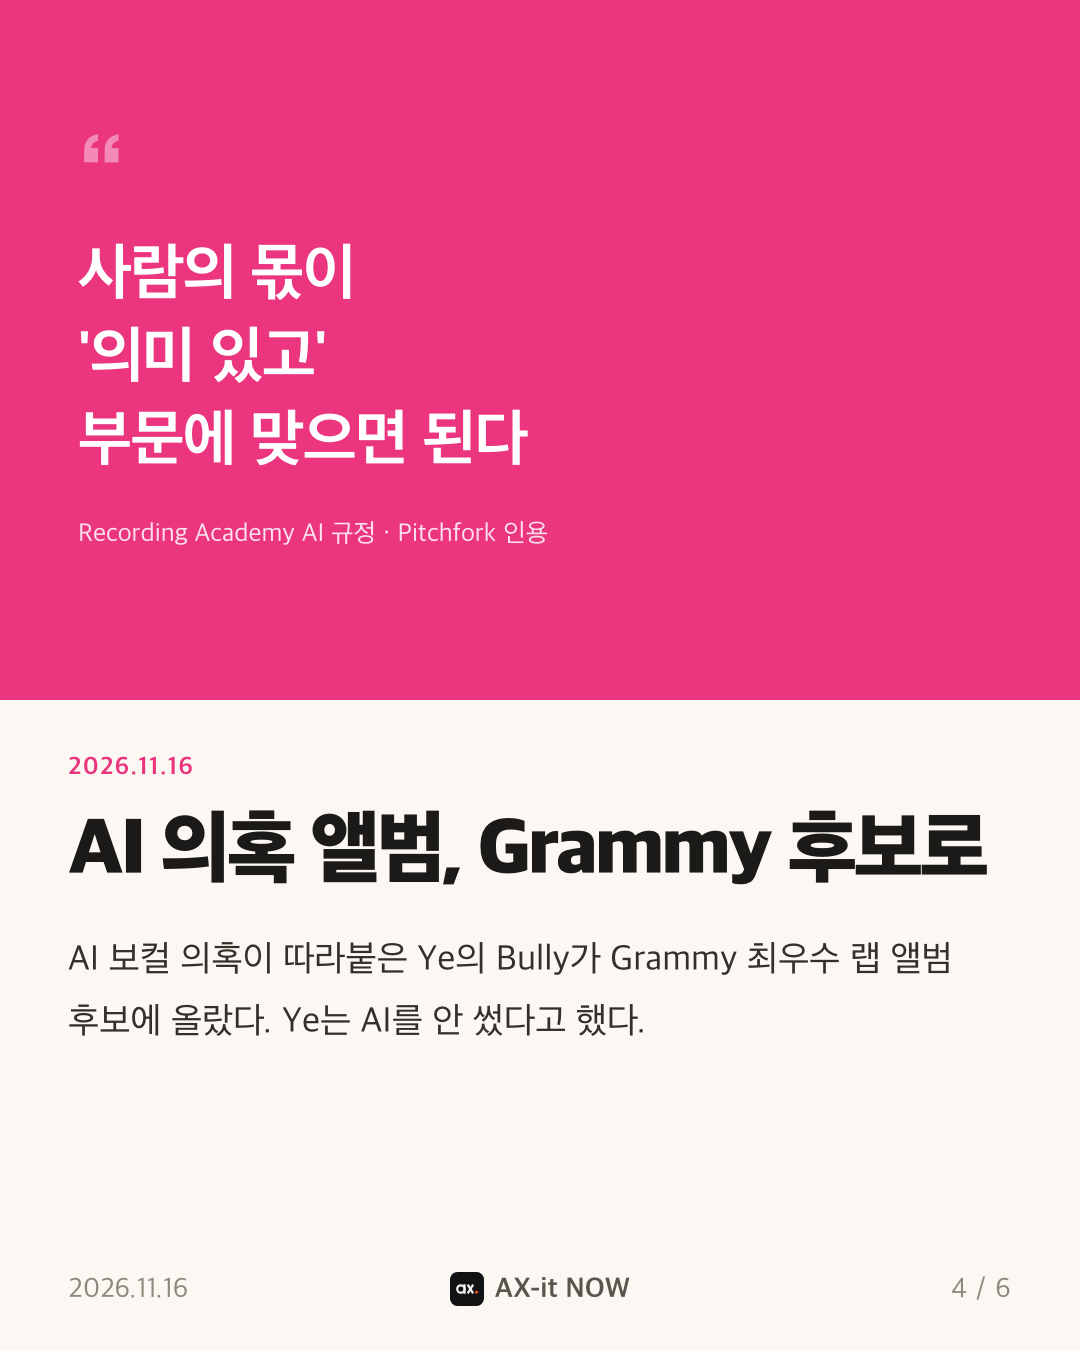 “
사람의 몫이
'의미 있고'
부문에 맞으면 된다
Recording Academy AI 규정 · Pitchfork 인용
2026.11.16
AI 의혹 앨범, Grammy 후보로
AI 보컬 의혹이 따라붙은 Ye의 Bully가 Grammy 최우수 랩 앨범
후보에 올랐다. Ye는 AI를 안 썼다고 했다.
2026.11.16
ax.
AX-it NOW
4 / 6